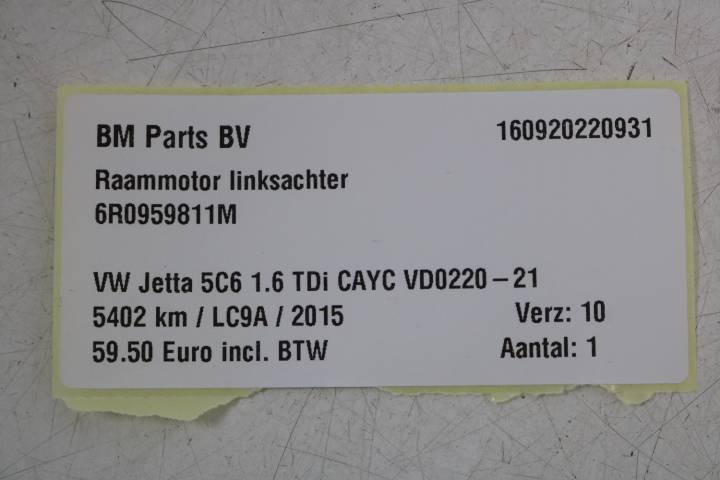 BM Parts BV 160920220931
Raammotor linksachter
6R0959811M
VW Jetta 5C6 1.6 TDi CAYC VD0220-21
5402 km / LC9A / 2015 Verz: 10
59.50 Euro incl. BTW Aantal: 1